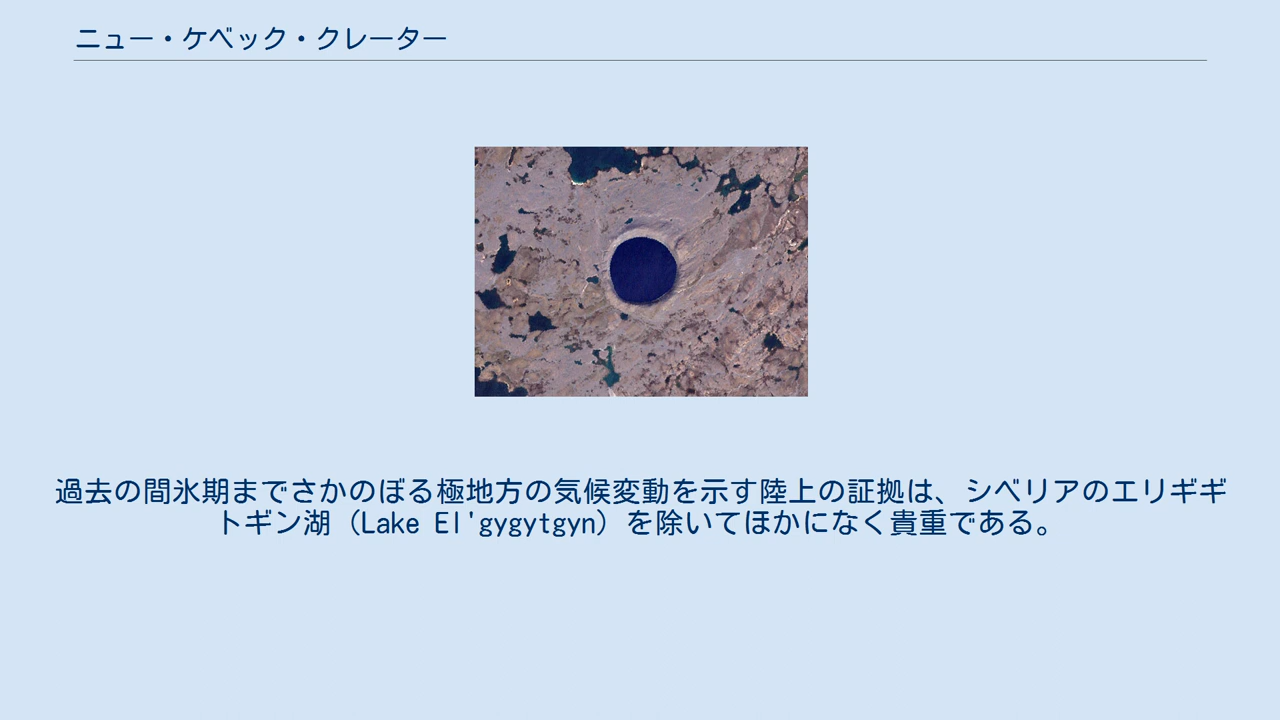 ニュー・ケベック・クレーター
過去の間氷期までさかのぼる極地方の気候変動を示す陸上の証拠は、シベリアのエリギギ
トギン湖（Lake El'gygytgyn）を除いてほかになく貴重である。